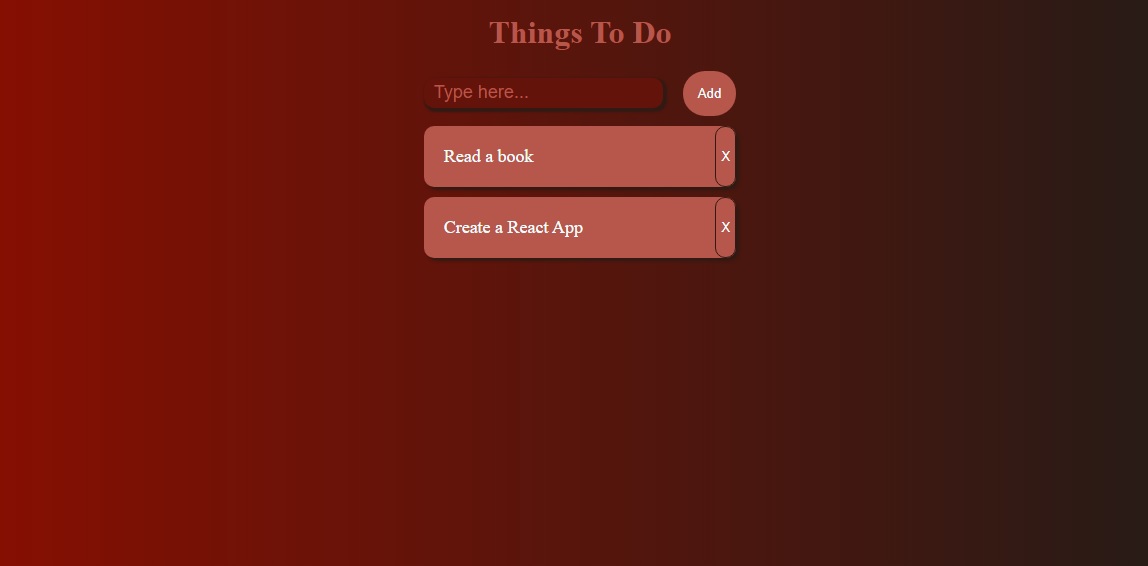 Things To Do
Type here...
Add
Read a book
X
Create a React App
X